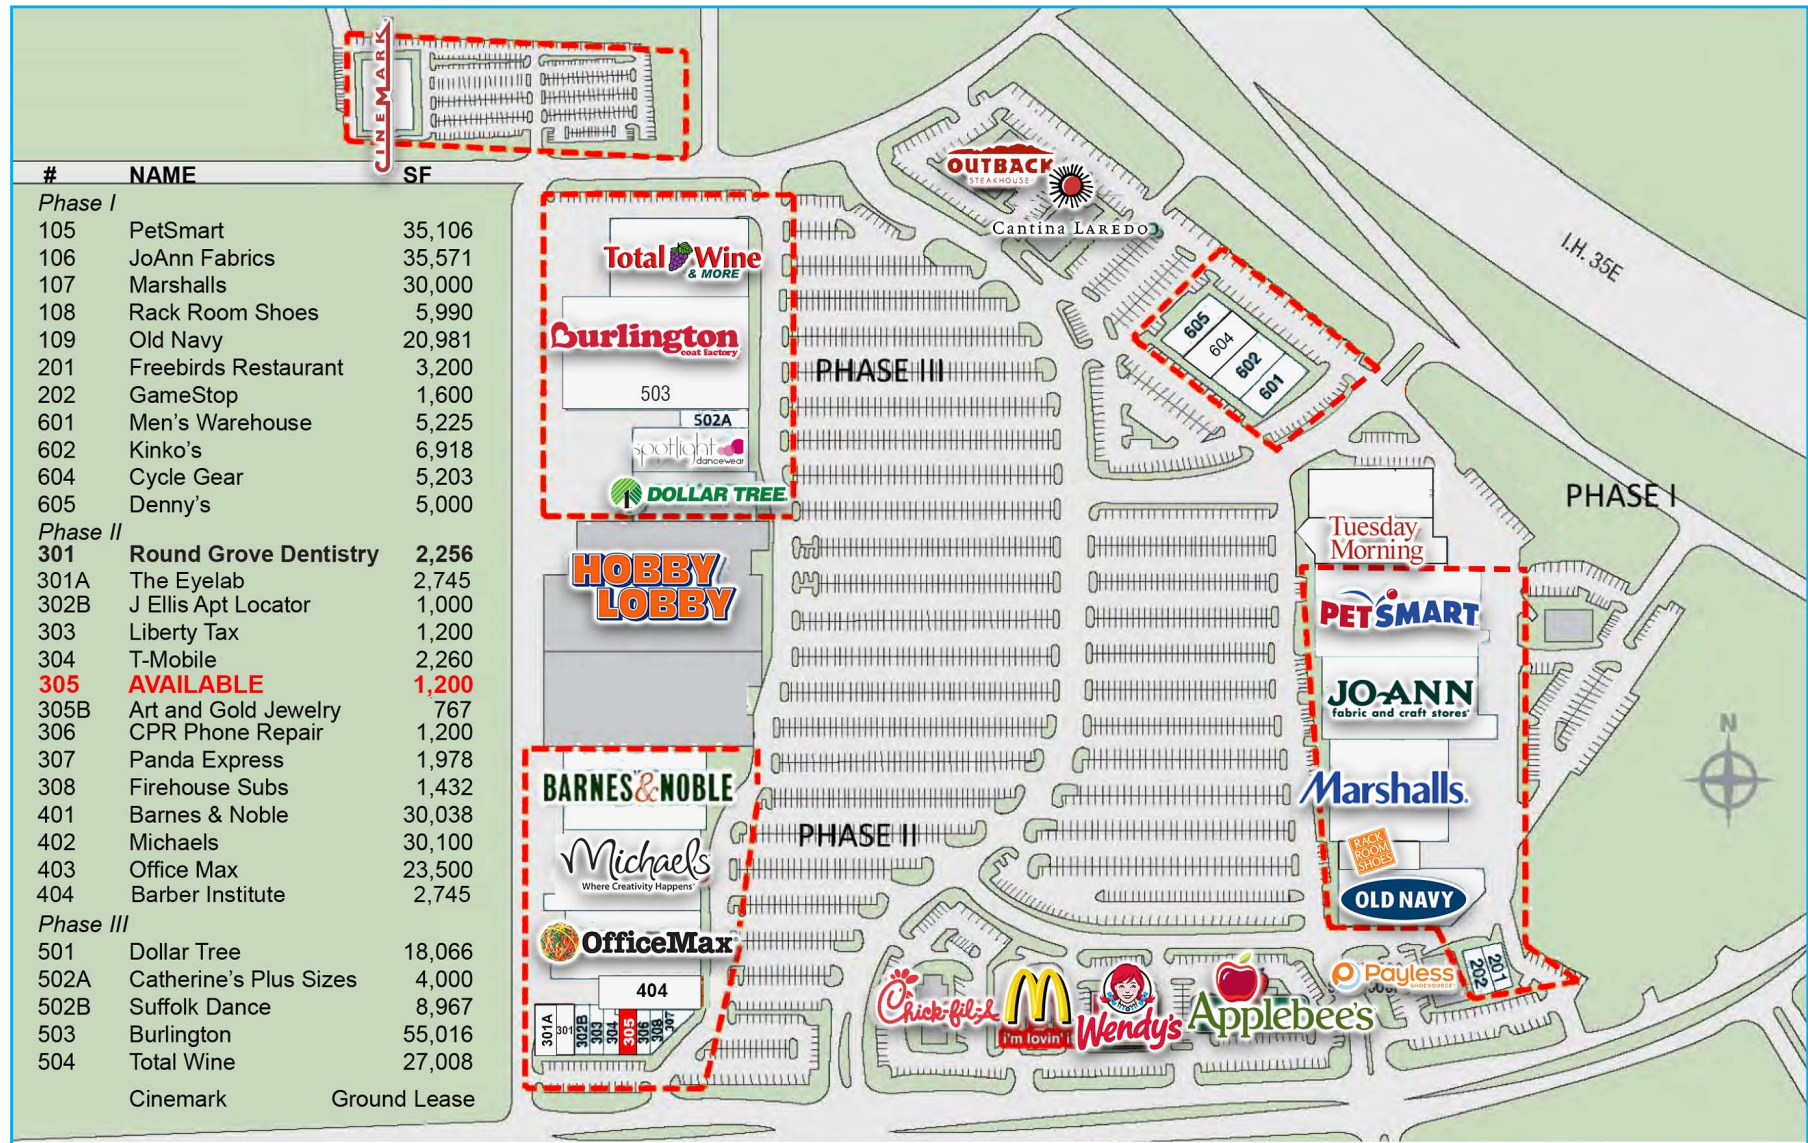 CINEMARK
# NAME SF
Phase I
105 PetSmart 35,106
106 JoAnn Fabrics 35,571
107 Marshalls 30,000
108 Rack Room Shoes 5,990
109 Old Navy 20,981
201 Freebirds Restaurant 3,200
202 GameStop 1,600
601 Men's Warehouse 5,225
602 Kinko's 6,918
604 Cycle Gear 5,203
605 Denny's 5,000
Phase II
301 Round Grove Dentistry 2,256
301A The Eyelab 2,745
302B J Ellis Apt Locator 1,000
303 Liberty Tax 1,200
304 T-Mobile 2,260
305 AVAILABLE 1,200
305B Art and Gold Jewelry 767
306 CPR Phone Repair 1,200
307 Panda Express 1,978
308 Firehouse Subs 1,432
401 Barnes & Noble 30,038
402 Michaels 30,100
403 Office Max 23,500
404 Barber Institute 2,745
Phase III
501 Dollar Tree 18,066
502A Catherine's Plus Sizes 4,000
502B Suffolk Dance 8,967
503 Burlington 55,016
504 Total Wine 27,008
Cinemark Ground Lease
Total Wine
& MORE
Burlington
coat factory
503
502A
spotlight
dancewear
1 DOLLAR TREE
HOBBY
LOBBY
BARNES & NOBLE
Michaels
Where Creativity Happens
OfficeMax
404
301A
301
302B
303
304
305
306
308
307
PHASE III
PHASE II
OUTBACK
STEAKHOUSE
Cantina LAREDO
I.H. 35E
605
604
602
601
PHASE I
Tuesday
Morning
PETSMART
JO-ANN
fabric and craft stores
Marshalls.
RACK
ROOM
SHOES
OLD NAVY
N
201
202
Payless
SHOESOURCE
Chick-fil-A
i'm lovin' it
Wendy's
Applebee's